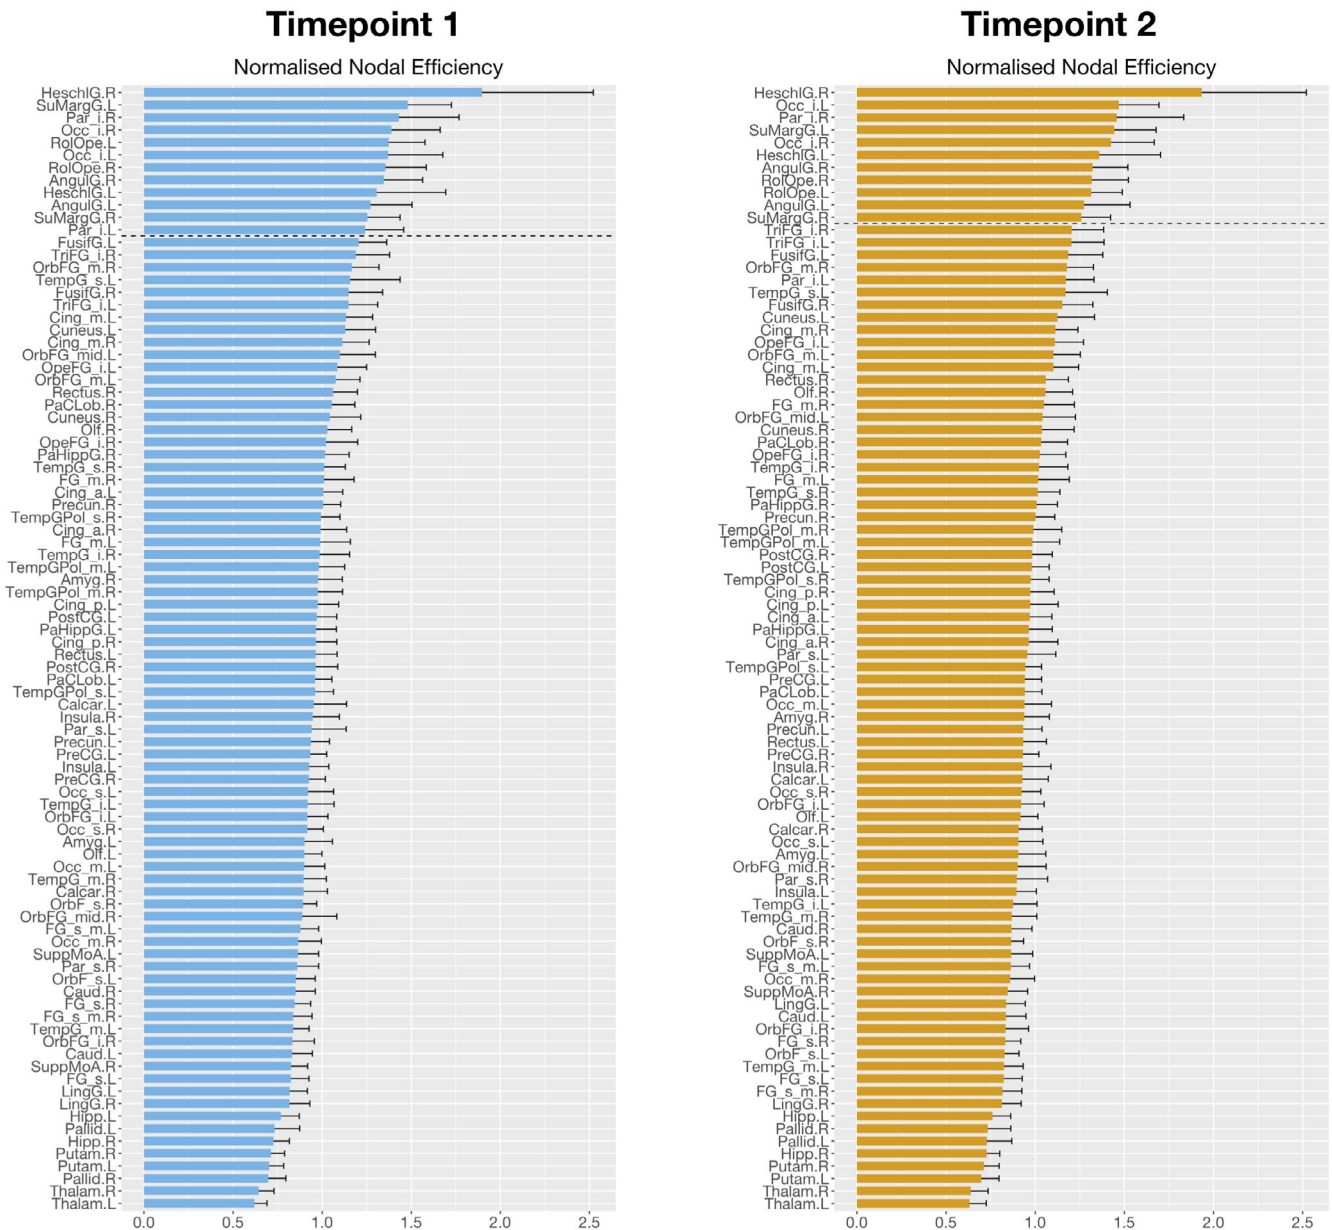 Timepoint 1
Normalised Nodal Efficiency
HeschlG.R
SuMargG.L
Par_i.R
Occ_i.R
RolOpe.L
Occ_i.L
RolOpe.R
AngulG.R
HeschlG.L
AngulG.L
SuMargG.R
Par_i.L
FusifG.L
TriFG_i.R
OrbFG_m.R
TempG_s.L
FusifG.R
TriFG_i.L
Cing_m.L
Cuneus.L
Cing_m.R
OrbFG_mid.L
OpeFG_i.L
OrbFG_m.L
Rectus.R
PaCLob.R
Cuneus.R
Olf.R
OpeFG_i.R
PaHippG.R
TempG_s.R
FG_m.R
Cing_a.L
Precun.R
TempGPol_s.R
Cing_a.R
FG_m.L
TempG_i.R
TempGPol_m.L
Amyg.R
TempGPol_m.R
Cing_p.L
PostCG.L
PaHippG.L
Cing_p.R
Rectus.L
PostCG.R
PaCLob.L
TempGPol_s.L
Calcar.L
Insula.R
Par_s.L
Precun.L
PreCG.L
Insula.L
PreCG.R
Occ_s.L
TempG_i.L
OrbFG_i.L
Occ_s.R
Amyg.L
Olf.L
Occ_m.L
TempG_m.R
Calcar.R
OrbF_s.R
OrbFG_mid.R
FG_s_m.L
Occ_m.R
SuppMoA.L
Par_s.R
OrbF_s.L
Caud.R
FG_s.R
FG_s_m.R
TempG_m.L
OrbFG_i.R
Caud.L
SuppMoA.R
FG_s.L
LingG.L
LingG.R
Hipp.L
Pallid.L
Hipp.R
Putam.R
Putam.L
Pallid.R
Thalam.R
Thalam.L
0.0 0.5 1.0 1.5 2.0 2.5
Timepoint 2
Normalised Nodal Efficiency
HeschlG.R
Occ_i.L
Par_i.R
SuMargG.L
Occ_i.R
HeschlG.L
AngulG.R
RolOpe.R
RolOpe.L
AngulG.L
SuMargG.R
TriFG_i.R
TriFG_i.L
FusifG.L
OrbFG_m.R
Par_i.L
TempG_s.L
FusifG.R
Cuneus.L
Cing_m.R
OpeFG_i.L
OrbFG_m.L
Cing_m.L
Rectus.R
Olf.R
FG_m.R
OrbFG_mid.L
Cuneus.R
PaCLob.R
OpeFG_i.R
TempG_i.R
FG_m.L
TempG_s.R
PaHippG.R
Precun.R
TempGPol_m.R
TempGPol_m.L
PostCG.R
PostCG.L
TempGPol_s.R
Cing_p.R
Cing_p.L
Cing_a.L
PaHippG.L
Cing_a.R
Par_s.L
TempGPol_s.L
PreCG.L
PaCLob.L
Occ_m.L
Amyg.R
Precun.L
Rectus.L
PreCG.R
Insula.R
Calcar.L
Occ_s.R
OrbFG_i.L
Olf.L
Calcar.R
Occ_s.L
Amyg.L
OrbFG_mid.R
Par_s.R
Insula.L
TempG_i.L
TempG_m.R
Caud.R
OrbF_s.R
SuppMoA.L
FG_s_m.L
Occ_m.R
SuppMoA.R
LingG.L
Caud.L
OrbFG_i.R
FG_s.R
OrbF_s.L
TempG_m.L
FG_s.L
FG_s_m.R
LingG.R
Hipp.L
Pallid.R
Pallid.L
Hipp.R
Putam.R
Putam.L
Thalam.R
Thalam.L
0.0 0.5 1.0 1.5 2.0 2.5